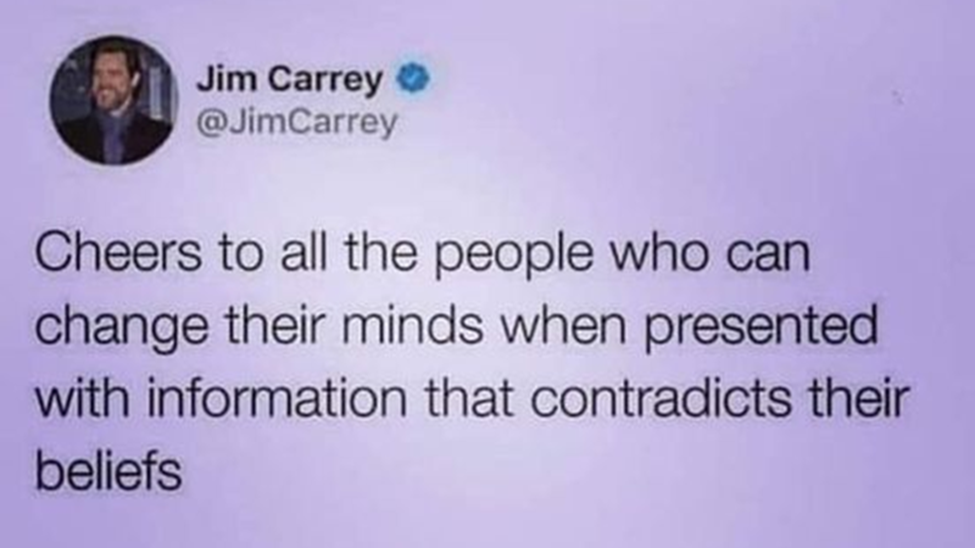 Jim Carrey
@JimCarrey
Cheers to all the people who can
change their minds when presented
with information that contradicts their
beliefs